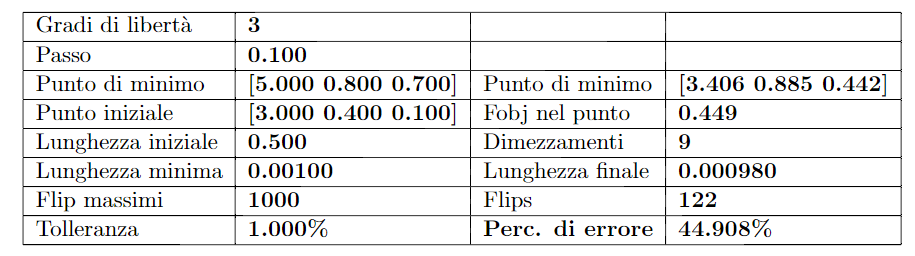 Gradi di libertà 3
Passo 0.100
Punto di minimo [5.000 0.800 0.700] Punto di minimo [3.406 0.885 0.442]
Punto iniziale [3.000 0.400 0.100] Fobj nel punto 0.449
Lunghezza iniziale 0.500 Dimezzamenti 9
Lunghezza minima 0.00100 Lunghezza finale 0.000980
Flip massimi 1000 Flips 122
Tolleranza 1.000% Perc. di errore 44.908%